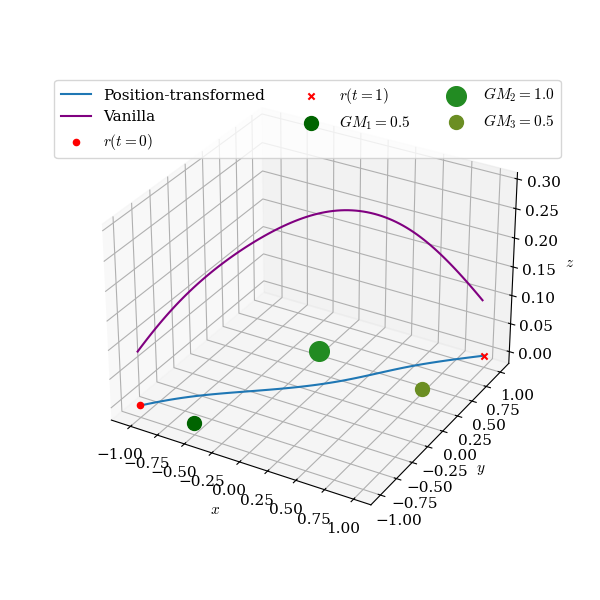 Position-transformed
Vanilla
r(t = 0)
r(t = 1)
GM₁ = 0.5
GM₂ = 1.0
GM₃ = 0.5
0.30
0.25
0.20
0.15
0.10
0.05
0.00
z
1.00
0.75
0.50
0.25
0.00
−0.25
−0.50
−0.75
−1.00
y
−1.00
−0.75
−0.50
−0.25
0.00
0.25
0.50
0.75
1.00
x